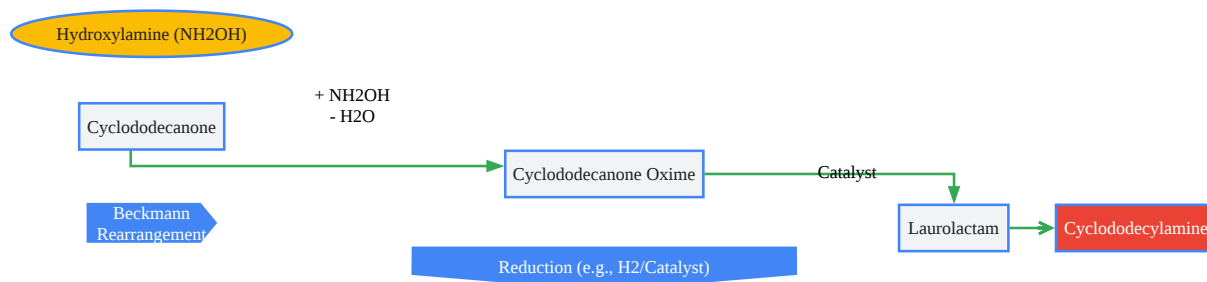 Hydroxylamine (NH2OH)
+ NH2OH
- H2O
Cyclododecanone
Cyclododecanone Oxime
Catalyst
Beckmann
Rearrangement
Laurolactam
Cyclododecylamine
Reduction (e.g., H2/Catalyst)